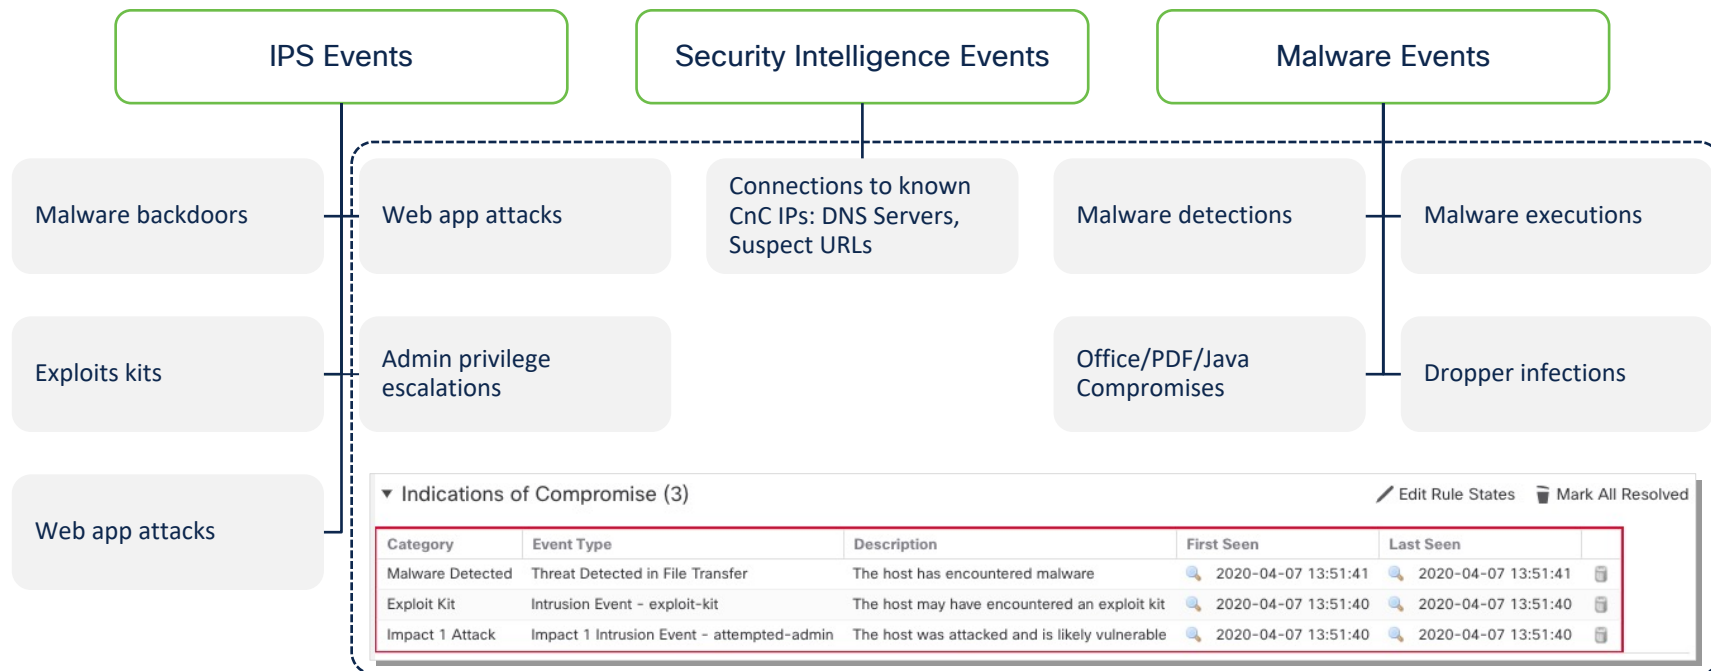 IPS Events
Security Intelligence Events
Malware Events
Malware backdoors
Web app attacks
Connections to known
CnC IPs: DNS Servers,
Suspect URLs
Malware detections
Malware executions
Exploits kits
Admin privilege
escalations
Office/PDF/Java
Compromises
Dropper infections
Web app attacks
Indications of Compromise (3) Edit Rule States Mark All Resolved
Category Event Type Description First Seen Last Seen
Malware Detected Threat Detected in File Transfer The host has encountered malware 2020-04-07 13:51:41 2020-04-07 13:51:41
Exploit Kit Intrusion Event - exploit-kit The host may have encountered an exploit kit 2020-04-07 13:51:40 2020-04-07 13:51:40
Impact 1 Attack Impact 1 Intrusion Event - attempted-admin The host was attacked and is likely vulnerable 2020-04-07 13:51:40 2020-04-07 13:51:40